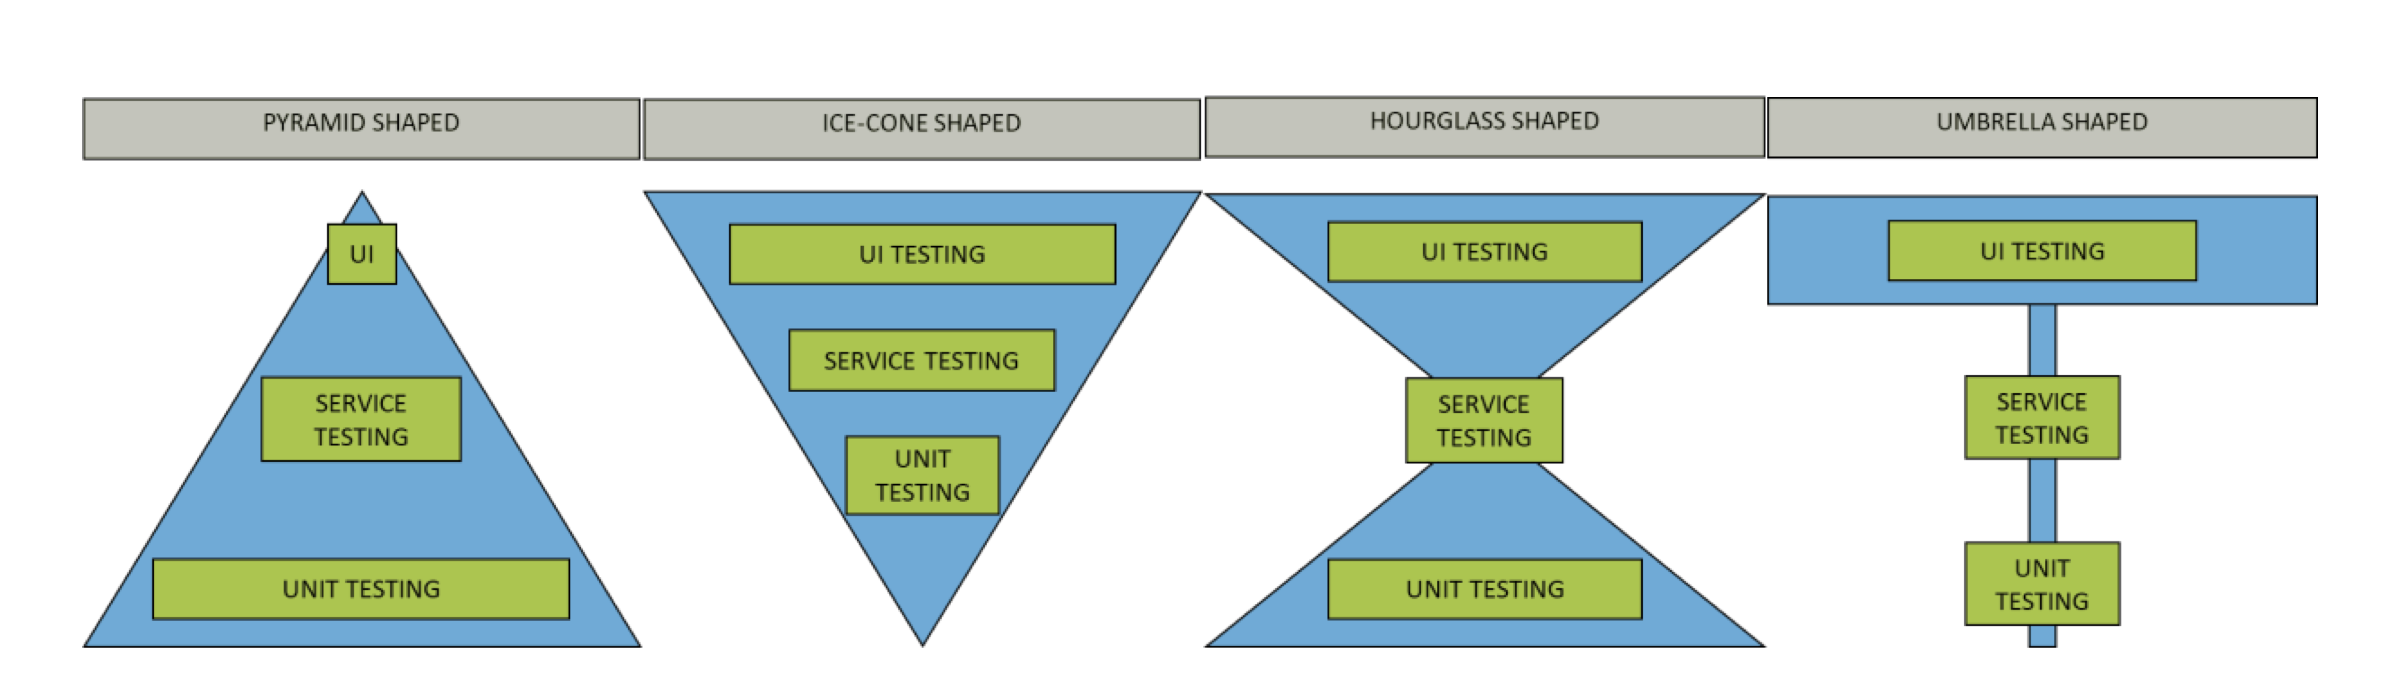 PYRAMID SHAPED
ICE-CONE SHAPED
HOURGLASS SHAPED
UMBRELLA SHAPED
UI
SERVICE
TESTING
UNIT TESTING
UI TESTING
SERVICE TESTING
UNIT
TESTING
UI TESTING
SERVICE
TESTING
UNIT TESTING
UI TESTING
SERVICE
TESTING
UNIT
TESTING